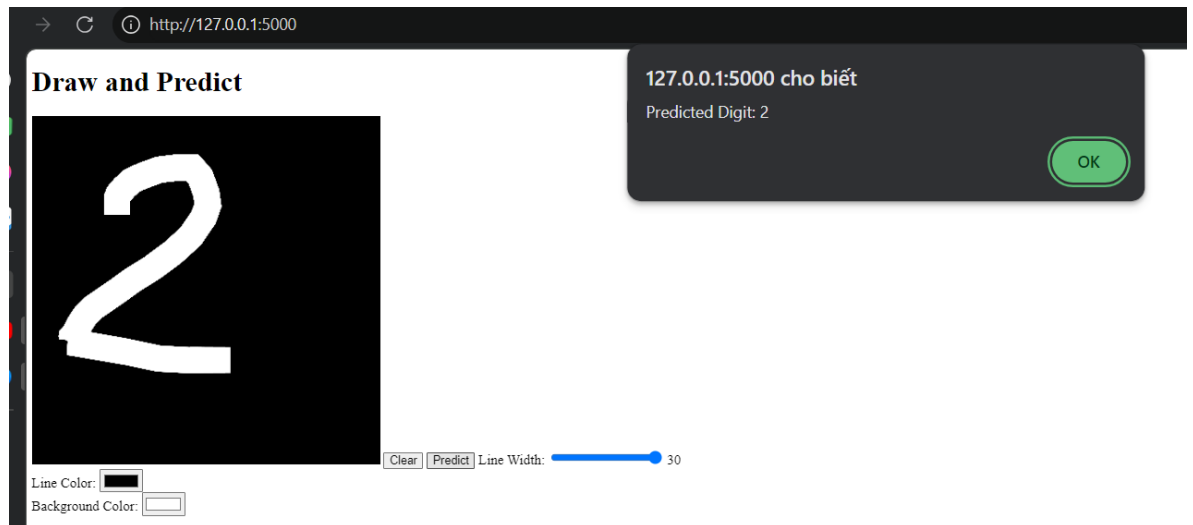 http://127.0.0.1:5000
Draw and Predict
127.0.0.1:5000 cho biết
Predicted Digit: 2
OK
2
Clear Predict Line Width: 30
Line Color:
Background Color: